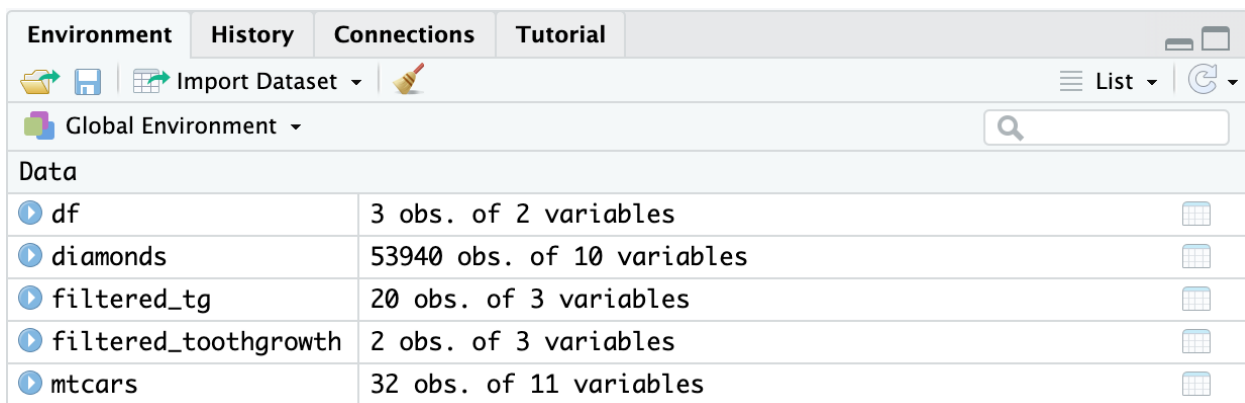 Environment History Connections Tutorial
Import Dataset List
Global Environment
Data
df 3 obs. of 2 variables
diamonds 53940 obs. of 10 variables
filtered_tg 20 obs. of 3 variables
filtered_toothgrowth 2 obs. of 3 variables
mtcars 32 obs. of 11 variables